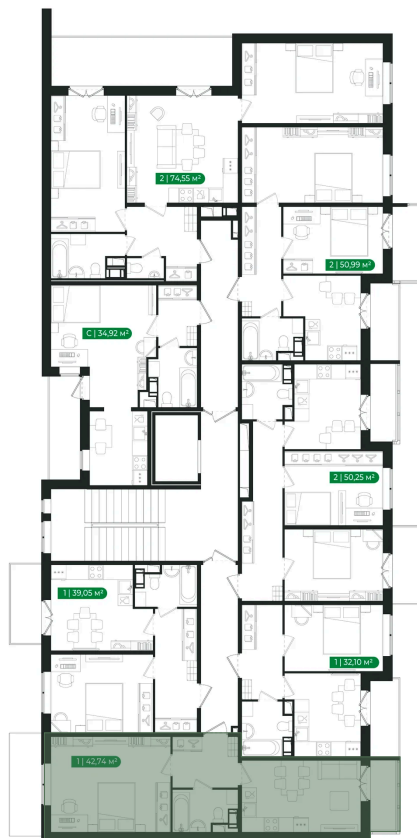 2 | 74,55 м²
2 | 50,99 м²
С | 34,92 м²
2 | 50,25 м²
1 | 39,05 м²
1 | 32,10 м²
1 | 42,74 м²